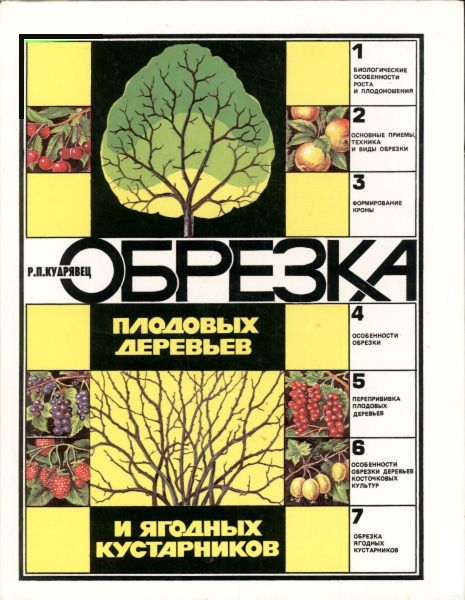 1
БИОЛОГИЧЕСКИЕ
ОСОБЕННОСТИ
РОСТА
И ПЛОДОНОШЕНИЯ
2
ОСНОВНЫЕ ПРИЕМЫ,
ТЕХНИКА
И ВИДЫ ОБРЕЗКИ
3
ФОРМИРОВАНИЕ
КРОНЫ
Р.П.КУДРЯВЕЦ
ОБРЕЗКА
ПЛОДОВЫХ
ДЕРЕВЬЕВ
4
ОСОБЕННОСТИ
ОБРЕЗКИ
5
ПЕРЕПРИВИВКА
ПЛОДОВЫХ
ДЕРЕВЬЕВ
6
ОСОБЕННОСТИ
ОБРЕЗКИ ДЕРЕВЬЕВ
КОСТОЧКОВЫХ
КУЛЬТУР
И ЯГОДНЫХ
КУСТАРНИКОВ
7
ОБРЕЗКА
ЯГОДНЫХ
КУСТАРНИКОВ